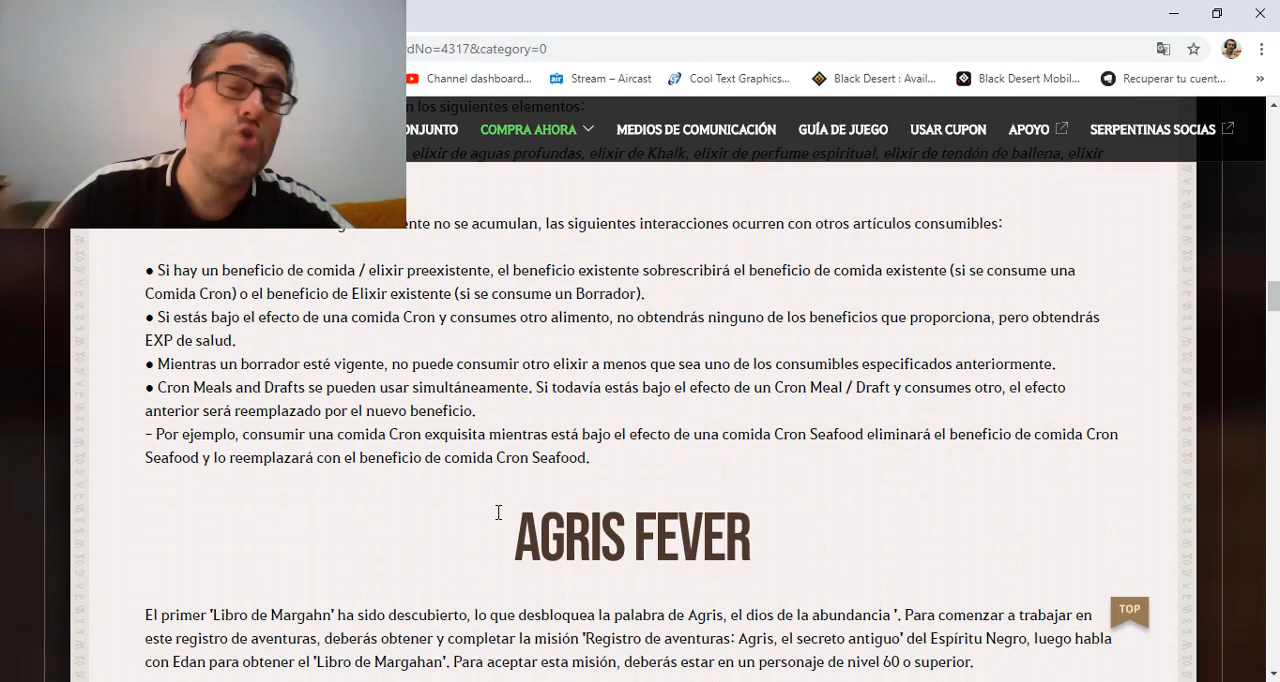 rdNo=4317&category=0
Channel dashboard... Stream – Aircast Cool Text Graphics... Black Desert : Avail... Black Desert Mobil... Recuperar tu cuent... »
n los siguientes elementos:
ONJUNTO COMPRA AHORA MEDIOS DE COMUNICACIÓN GUÍA DE JUEGO USAR CUPON APOYO SERPENTINAS SOCIAS
elixir de aguas profundas, elixir de Khalk, elixir de perfume espiritual, elixir de tendón de ballena, elixir
ente no se acumulan, las siguientes interacciones ocurren con otros artículos consumibles:
● Si hay un beneficio de comida / elixir preexistente, el beneficio existente sobrescribirá el beneficio de comida existente (si se consume una
Comida Cron) o el beneficio de Elixir existente (si se consume un Borrador).
● Si estás bajo el efecto de una comida Cron y consumes otro alimento, no obtendrás ninguno de los beneficios que proporciona, pero obtendrás
EXP de salud.
● Mientras un borrador esté vigente, no puede consumir otro elixir a menos que sea uno de los consumibles especificados anteriormente.
● Cron Meals and Drafts se pueden usar simultáneamente. Si todavía estás bajo el efecto de un Cron Meal / Draft y consumes otro, el efecto
anterior será reemplazado por el nuevo beneficio.
- Por ejemplo, consumir una comida Cron exquisita mientras está bajo el efecto de una comida Cron Seafood eliminará el beneficio de comida Cron
Seafood y lo reemplazará con el beneficio de comida Cron Seafood.
AGRIS FEVER
El primer 'Libro de Margahn' ha sido descubierto, lo que desbloquea la palabra de Agris, el dios de la abundancia '. Para comenzar a trabajar en
este registro de aventuras, deberás obtener y completar la misión 'Registro de aventuras: Agris, el secreto antiguo' del Espíritu Negro, luego habla
con Edan para obtener el 'Libro de Margahan'. Para aceptar esta misión, deberás estar en un personaje de nivel 60 o superior.
TOP